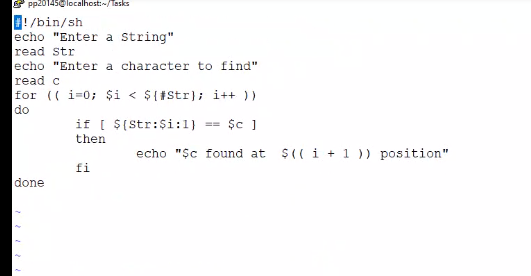 pp20145@localhost:~/Tasks
#!/bin/sh
echo "Enter a String"
read Str
echo "Enter a character to find"
read c
for (( i=0; $i < ${#Str}; i++ ))
do
        if [ ${Str:$i:1} == $c ]
        then
                echo "$c found at  $(( i + 1 )) position"
        fi
done
~
~
~
~
~